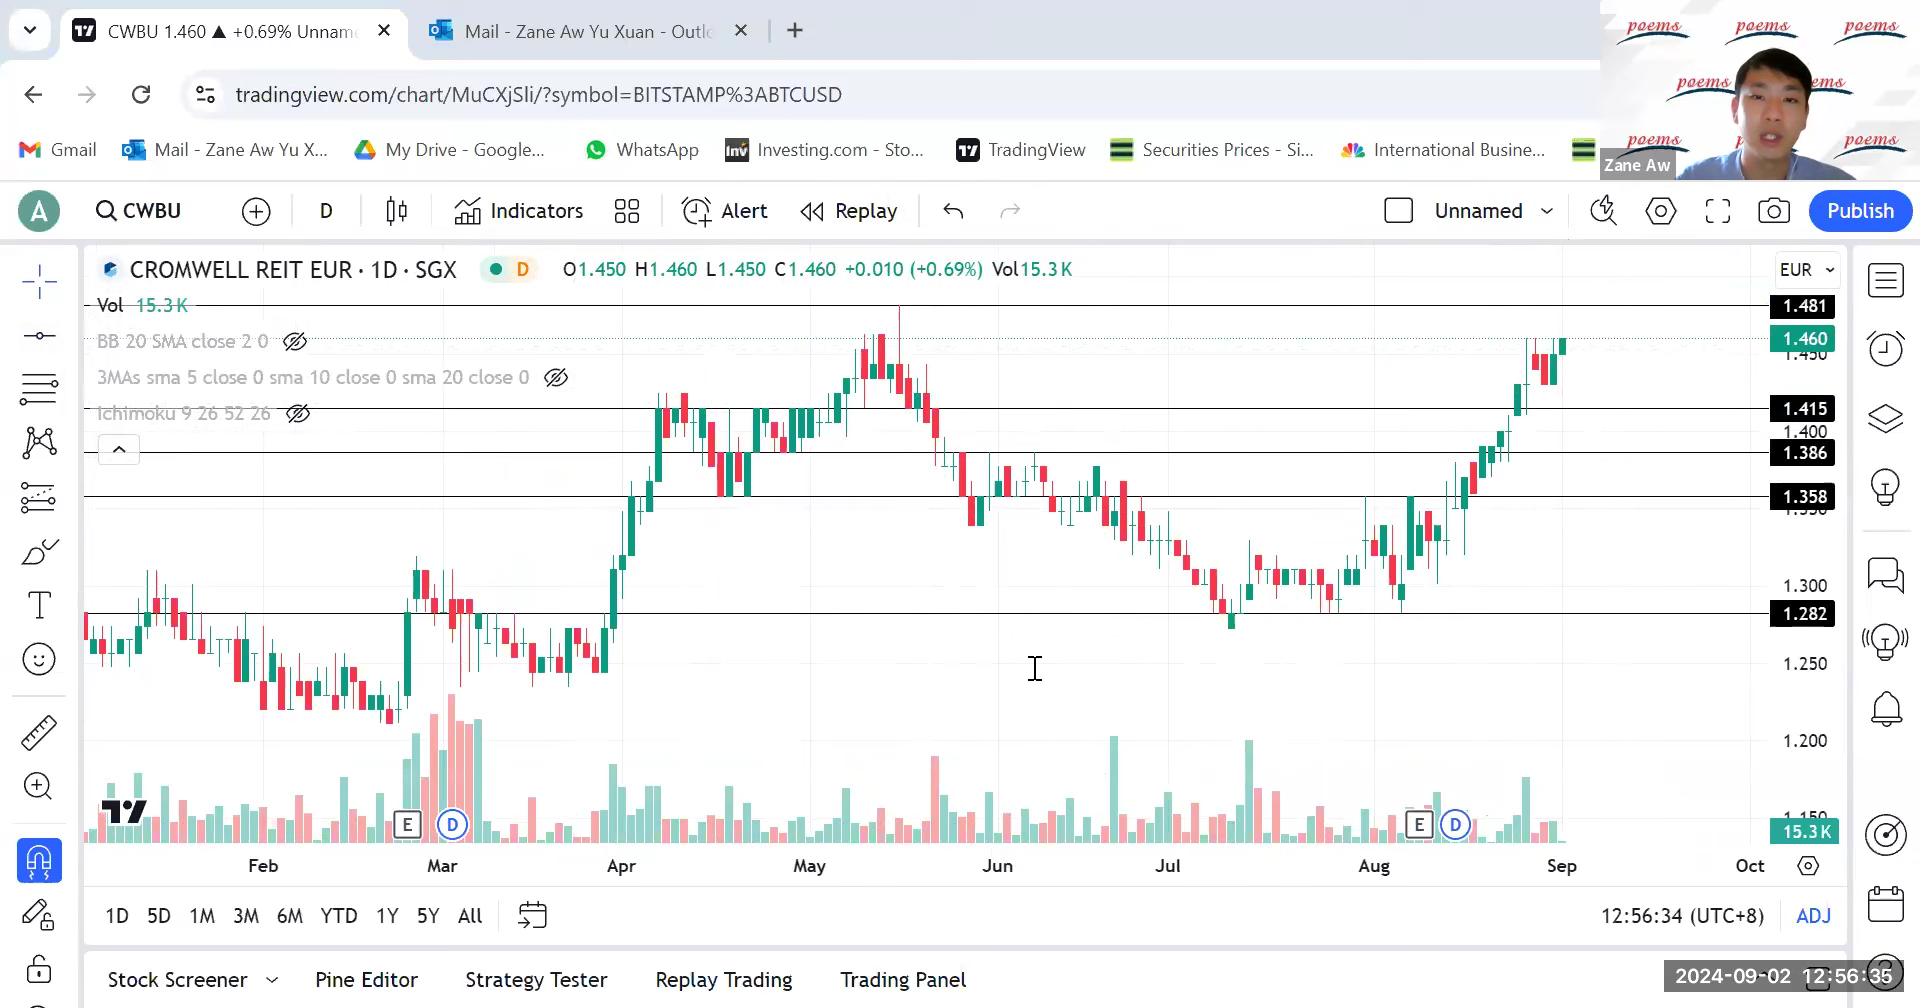 CWBU 1.460 ▲ +0.69% Unnam
Mail - Zane Aw Yu Xuan - Outlo
tradingview.com/chart/MuCXjSli/?symbol=BITSTAMP%3ABTCUSD
poems poems poems
poems
poems poems
Zane Aw
Gmail
Mail - Zane Aw Yu X...
My Drive - Google...
WhatsApp
Inv Investing.com - Sto...
TradingView
Securities Prices - Si...
International Busine...
A
CWBU
D
Indicators
Alert
Replay
Unnamed
Publish
CROMWELL REIT EUR · 1D · SGX
D
O1.450 H1.460 L1.450 C1.460 +0.010 (+0.69%) Vol15.3 K
EUR
Vol 15.3 K
BB 20 SMA close 2 0
3MAs sma 5 close 0 sma 10 close 0 sma 20 close 0
Ichimoku 9 26 52 26
1.481
1.460
1.450
1.415
1.400
1.386
1.358
1.350
1.300
1.282
1.250
1.200
1.150
15.3 K
E D E D
Feb Mar Apr May Jun Jul Aug Sep Oct
1D 5D 1M 3M 6M YTD 1Y 5Y All
12:56:34 (UTC+8)
ADJ
Stock Screener
Pine Editor
Strategy Tester
Replay Trading
Trading Panel
2024-09-02 12:56:35